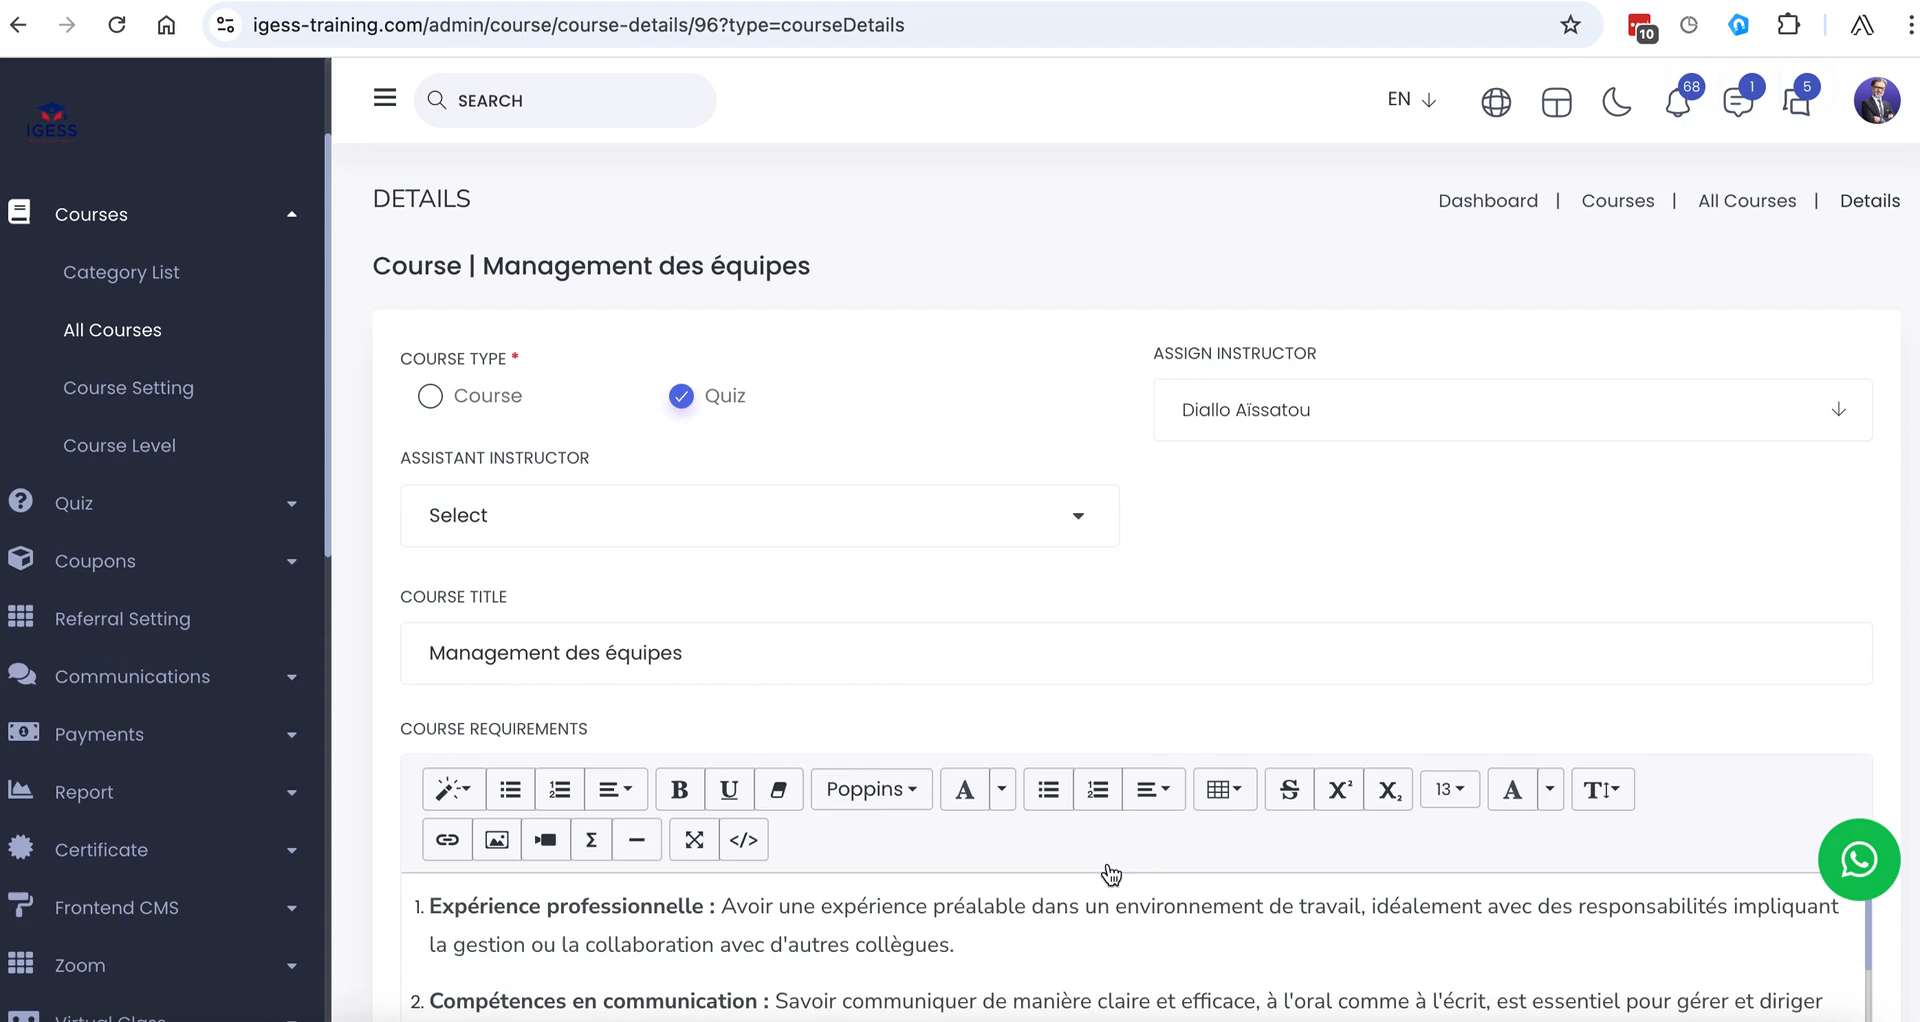 igess-training.com/admin/course/course-details/96?type=courseDetails
10
IGESS
SEARCH
EN
68
1
5
Courses
Category List
All Courses
Course Setting
Course Level
Quiz
Coupons
Referral Setting
Communications
Payments
Report
Certificate
Frontend CMS
Zoom
Virtual Class
DETAILS
Dashboard | Courses | All Courses | Details
Course | Management des équipes
COURSE TYPE *
Course
Quiz
ASSIGN INSTRUCTOR
Diallo Aïssatou
ASSISTANT INSTRUCTOR
Select
COURSE TITLE
Management des équipes
COURSE REQUIREMENTS
B U Poppins A S X² X₂ 13 A T
Σ </>
1. Expérience professionnelle : Avoir une expérience préalable dans un environnement de travail, idéalement avec des responsabilités impliquant
la gestion ou la collaboration avec d'autres collègues.
2. Compétences en communication : Savoir communiquer de manière claire et efficace, à l'oral comme à l'écrit, est essentiel pour gérer et diriger